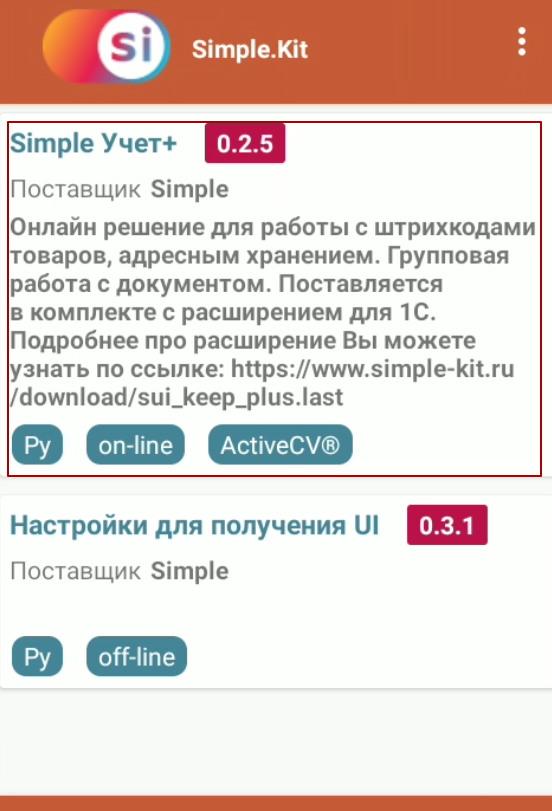 Si Simple.Kit
Simple Учет+ 0.2.5
Поставщик Simple
Онлайн решение для работы с штрихкодами
товаров, адресным хранением. Групповая
работа с документом. Поставляется
в комплекте с расширением для 1С.
Подробнее про расширение Вы можете
узнать по ссылке: https://www.simple-kit.ru
/download/sui_keep_plus.last
Py on-line ActiveCV®
Настройки для получения UI 0.3.1
Поставщик Simple
Py off-line